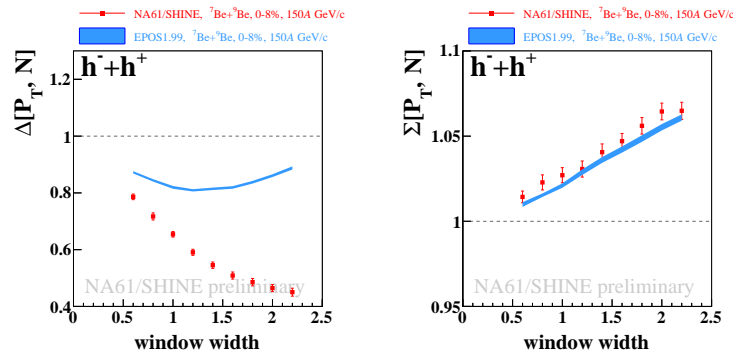 NA61/SHINE, ⁷Be+⁹Be, 0-8%, 150A GeV/c
EPOS1.99, ⁷Be+⁹Be, 0-8%, 150A GeV/c
h⁻+h⁺
Δ[P_T, N]
1.2
1
0.8
0.6
0.4
NA61/SHINE preliminary
0.5
1
1.5
2
2.5
window width
NA61/SHINE, ⁷Be+⁹Be, 0-8%, 150A GeV/c
EPOS1.99, ⁷Be+⁹Be, 0-8%, 150A GeV/c
h⁻+h⁺
Σ[P_T, N]
1.1
1.05
1
0.95
NA61/SHINE preliminary
0.5
1
1.5
2
2.5
window width